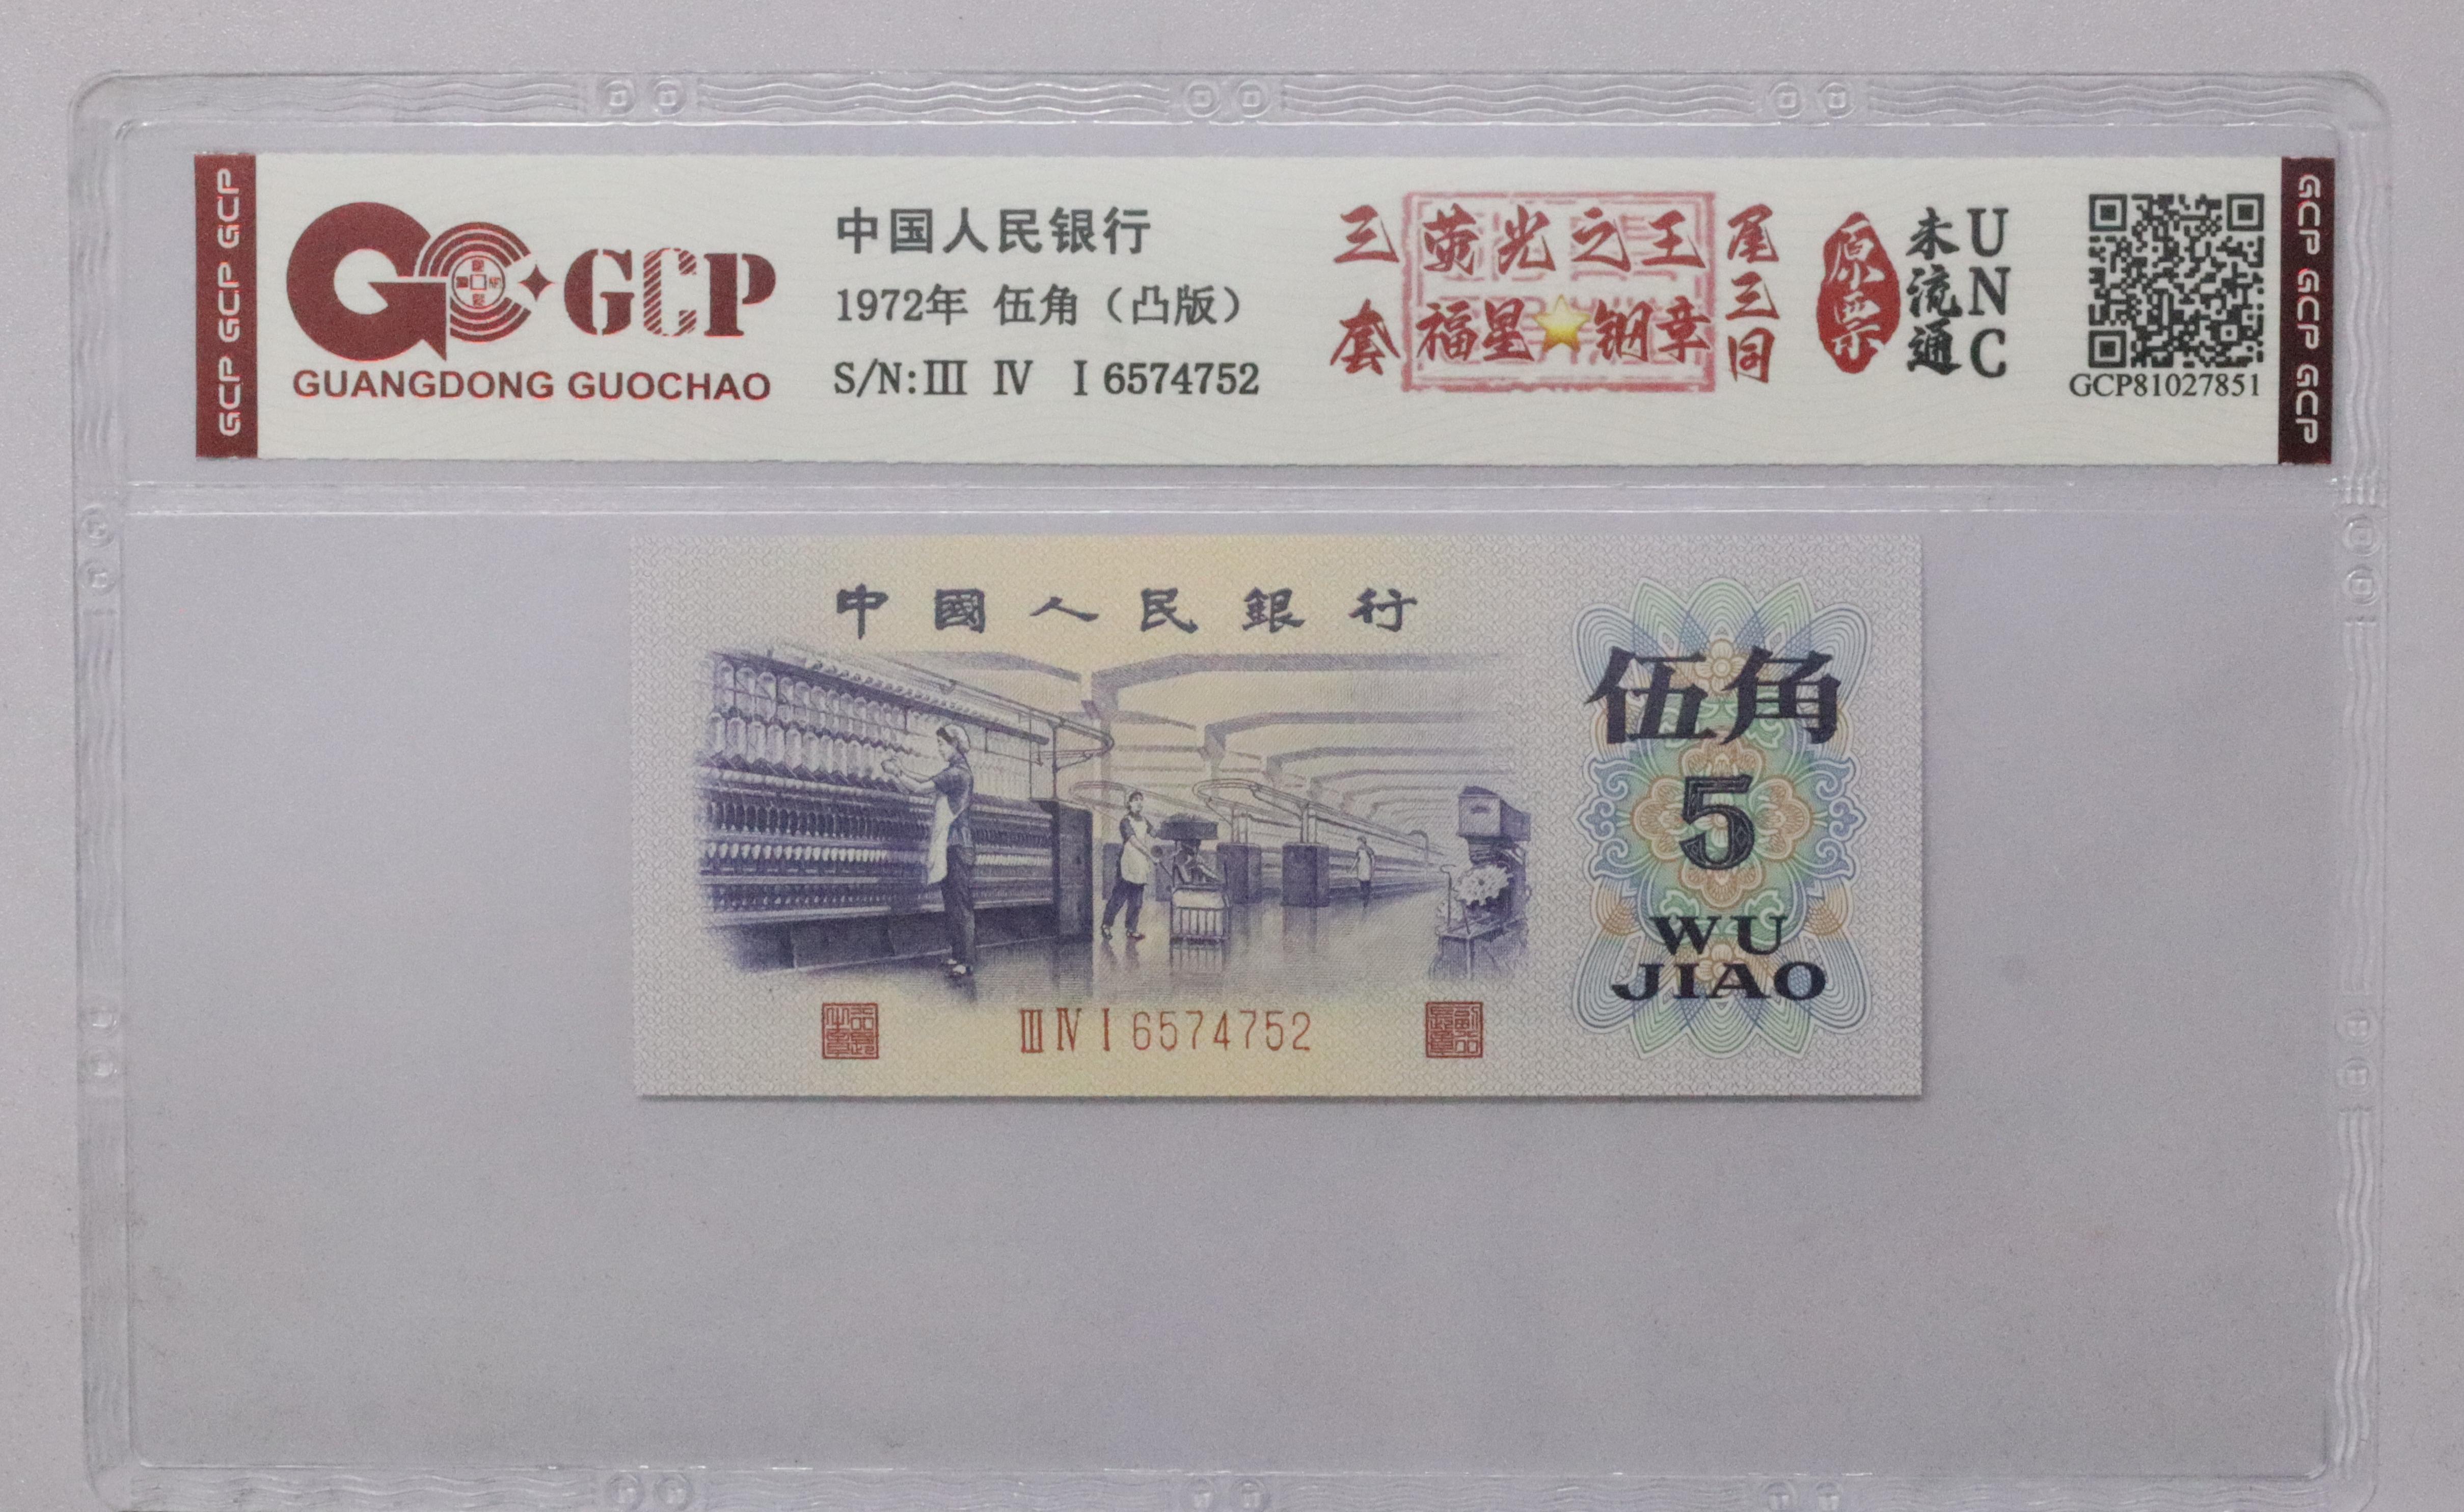 GCP GCP GCP GCP
GCP
GUANGDONG GUOCHAO
中国人民银行
1972年 伍角（凸版）
S/N:Ⅲ Ⅳ Ⅰ 6574752
三套
荧光之王
福星⭐钢章
尾三同
原票
未流通
UNC
GCP81027851
GCP GCP GCP GCP
中國人民銀行
伍角
5
WU
JIAO
ⅢⅣⅠ6574752